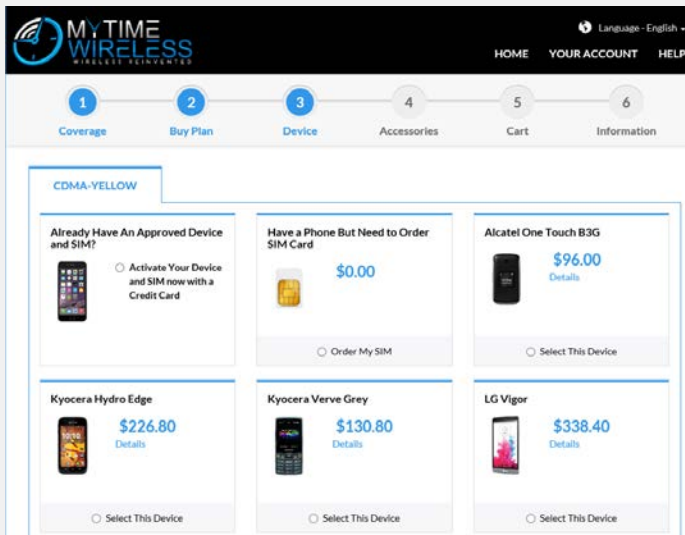 MYTIME
WIRELESS
WIRELESS REINVENTED
Language - English
HOME YOUR ACCOUNT HELP
1 2 3 4 5 6
Coverage Buy Plan Device Accessories Cart Information
CDMA-YELLOW
Already Have An Approved Device
and SIM?
Activate Your Device
and SIM now with a
Credit Card
Have a Phone But Need to Order
SIM Card
$0.00
Order My SIM
Alcatel One Touch B3G
$96.00
Details
Select This Device
Kyocera Hydro Edge
$226.80
Details
Select This Device
Kyocera Verve Grey
$130.80
Details
Select This Device
LG Vigor
$338.40
Details
Select This Device